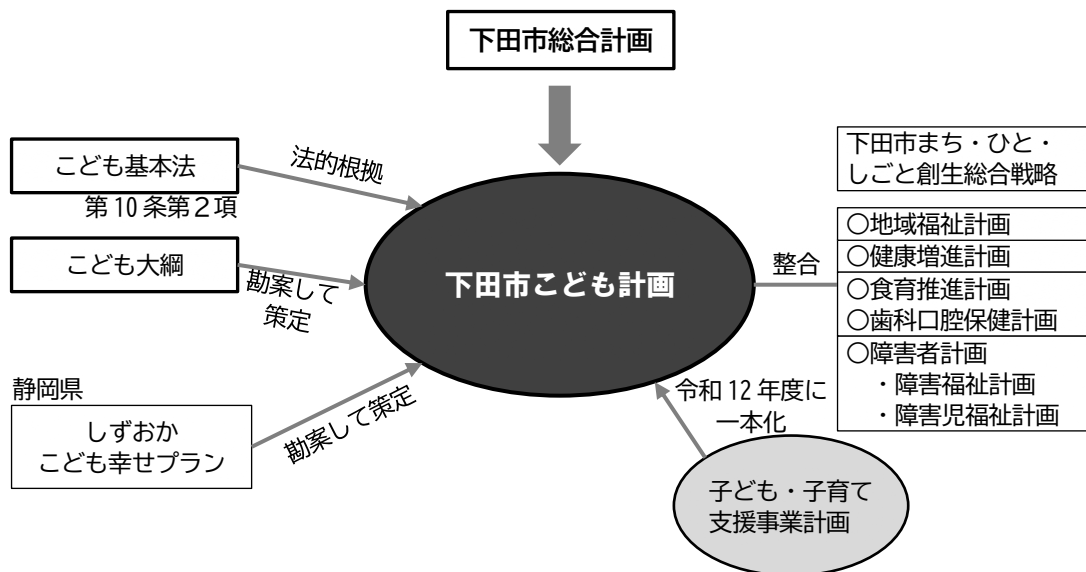 下田市総合計画
こども基本法
第10条第2項
法的根拠
こども大綱
勘案して
策定
静岡県
しずおか
こども幸せプラン
勘案して策定
下田市こども計画
整合
下田市まち・ひと・
しごと創生総合戦略
〇地域福祉計画
〇健康増進計画
〇食育推進計画
〇歯科口腔保健計画
〇障害者計画
・障害福祉計画
・障害児福祉計画
令和12年度に
一本化
子ども・子育て
支援事業計画